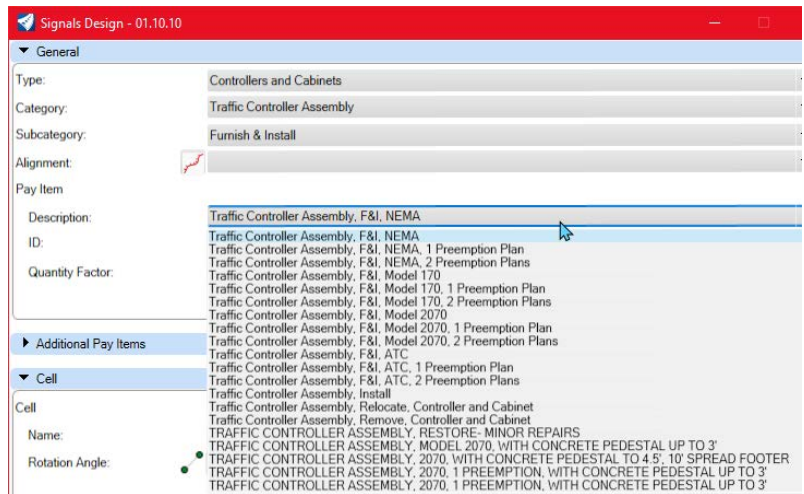 Signals Design - 01.10.10
General
Type: Controllers and Cabinets
Category: Traffic Controller Assembly
Subcategory: Furnish & Install
Alignment:
Pay Item
Description: Traffic Controller Assembly, F&I, NEMA
ID:
Quantity Factor:
Traffic Controller Assembly, F&I, NEMA
Traffic Controller Assembly, F&I, NEMA, 1 Preemption Plan
Traffic Controller Assembly, F&I, NEMA, 2 Preemption Plans
Traffic Controller Assembly, F&I, Model 170
Traffic Controller Assembly, F&I, Model 170, 1 Preemption Plan
Traffic Controller Assembly, F&I, Model 170, 2 Preemption Plans
Traffic Controller Assembly, F&I, Model 2070
Traffic Controller Assembly, F&I, Model 2070, 1 Preemption Plan
Traffic Controller Assembly, F&I, Model 2070, 2 Preemption Plans
Traffic Controller Assembly, F&I, ATC
Traffic Controller Assembly, F&I, ATC, 1 Preemption Plan
Traffic Controller Assembly, F&I, ATC, 2 Preemption Plans
Traffic Controller Assembly, Install
Traffic Controller Assembly, Relocate, Controller and Cabinet
Traffic Controller Assembly, Remove, Controller and Cabinet
TRAFFIC CONTROLLER ASSEMBLY, RESTORE- MINOR REPAIRS
TRAFFIC CONTROLLER ASSEMBLY, MODEL 2070, WITH CONCRETE PEDESTAL UP TO 3'
TRAFFIC CONTROLLER ASSEMBLY, 2070, WITH CONCRETE PEDESTAL TO 4.5', 10' SPREAD FOOTER
TRAFFIC CONTROLLER ASSEMBLY, 2070, 1 PREEMPTION, WITH CONCRETE PEDESTAL UP TO 3'
TRAFFIC CONTROLLER ASSEMBLY, 2070, 1 PREEMPTION, WITH CONCRETE PEDESTAL UP TO 3'
Additional Pay Items
Cell
Cell
Name:
Rotation Angle: